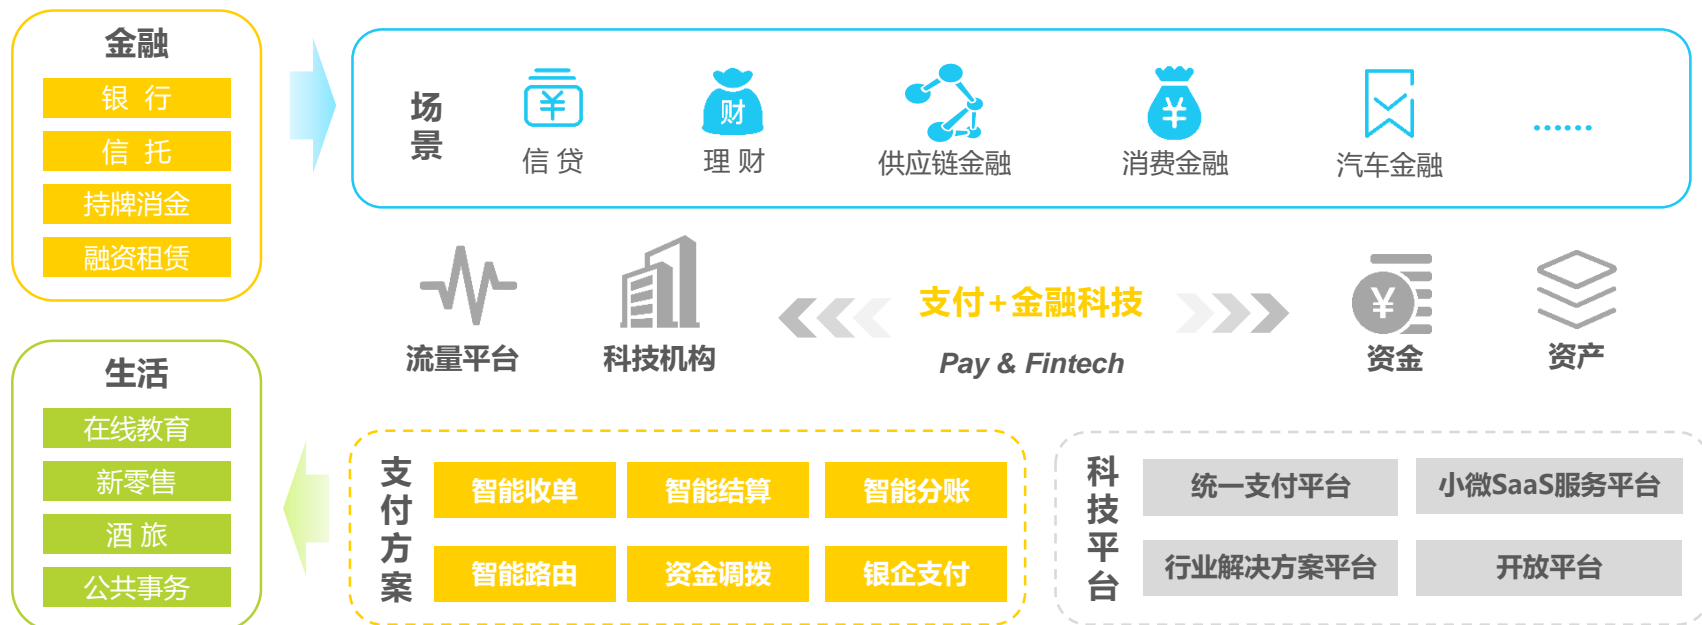 金融
银 行
信 托
持牌消金
融资租赁
生活
在线教育
新零售
酒 旅
公共事务
场景
¥
信 贷
财
理 财
供应链金融
¥
消费金融
汽车金融
......
流量平台
科技机构
支付+金融科技
Pay & Fintech
¥
资金
资产
支付方案
智能收单
智能结算
智能分账
智能路由
资金调拨
银企支付
科技平台
统一支付平台
小微SaaS服务平台
行业解决方案平台
开放平台